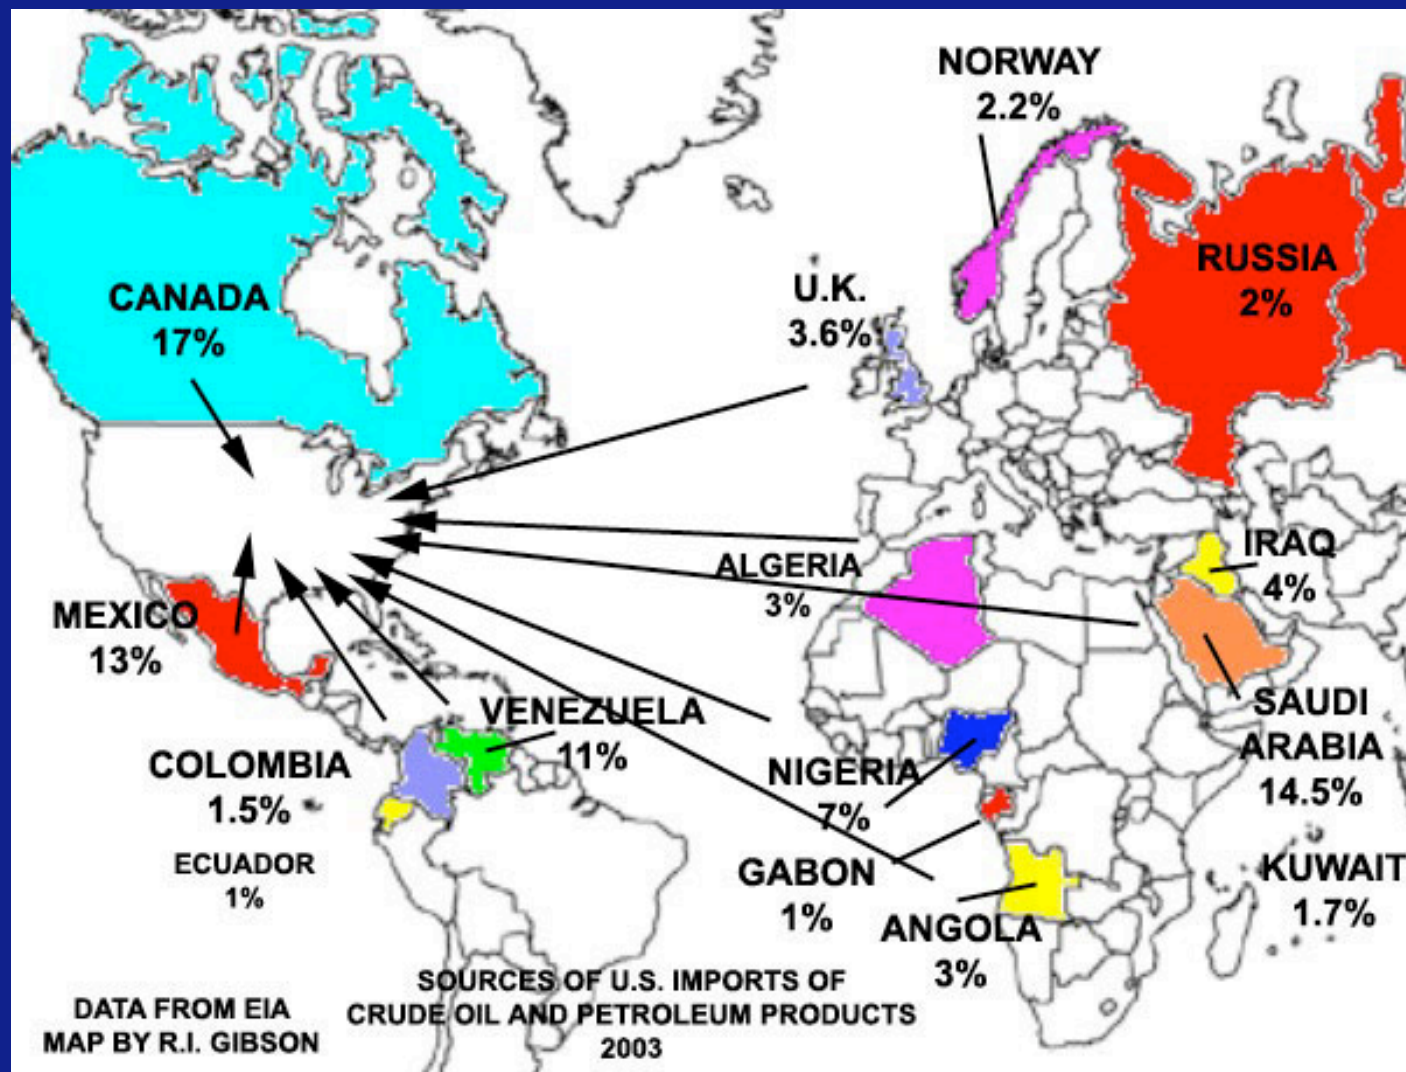 NORWAY
2.2%
RUSSIA
2%
U.K.
3.6%
CANADA
17%
IRAQ
4%
ALGERIA
3%
MEXICO
13%
SAUDI
ARABIA
14.5%
VENEZUELA
11%
COLOMBIA
1.5%
NIGERIA
7%
ECUADOR
1%
GABON
1%
KUWAIT
1.7%
ANGOLA
3%
SOURCES OF U.S. IMPORTS OF
CRUDE OIL AND PETROLEUM PRODUCTS
2003
DATA FROM EIA
MAP BY R.I. GIBSON